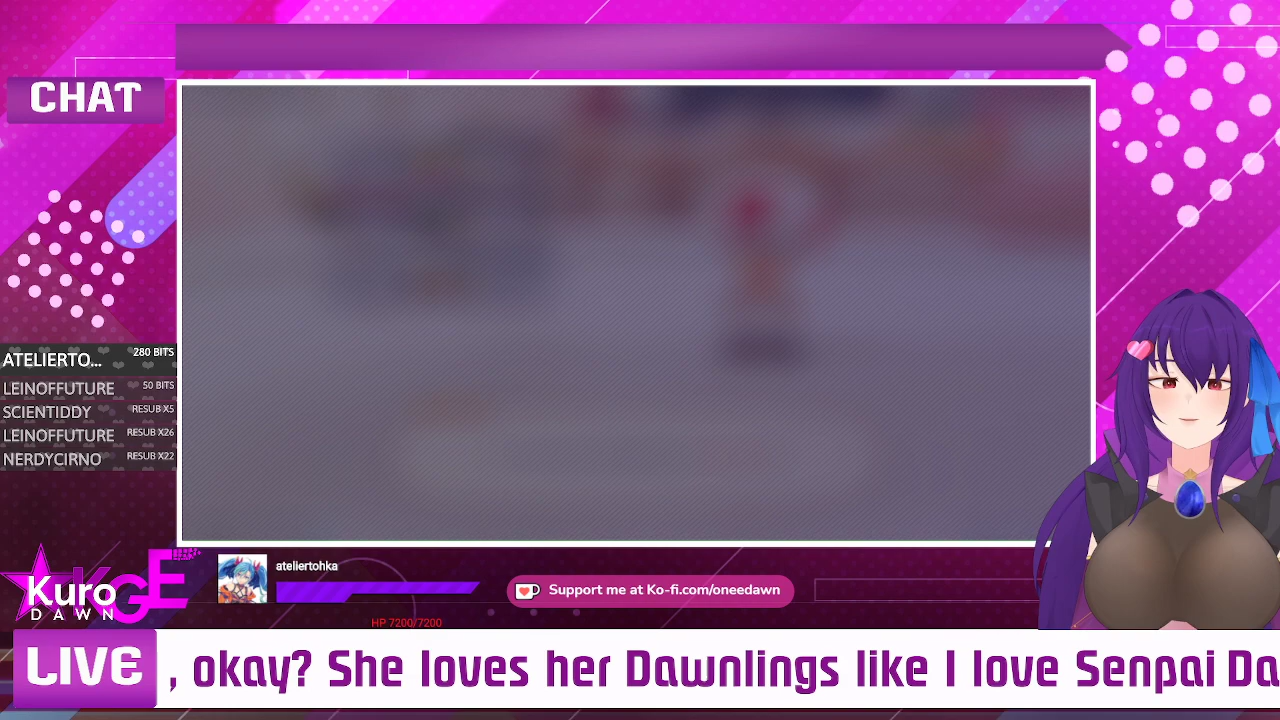 CHAT
ATELIERTO... 280 BITS
LEINOFFUTURE 50 BITS
SCIENTIDDY RESUB X5
LEINOFFUTURE RESUB X26
NERDYCIRNO RESUB X22
KGE
Kuro
DAWN
ateliertohka
HP 7200/7200
Support me at Ko-fi.com/oneedawn
LIVE
, okay? She loves her Dawnlings like I love Senpai Da